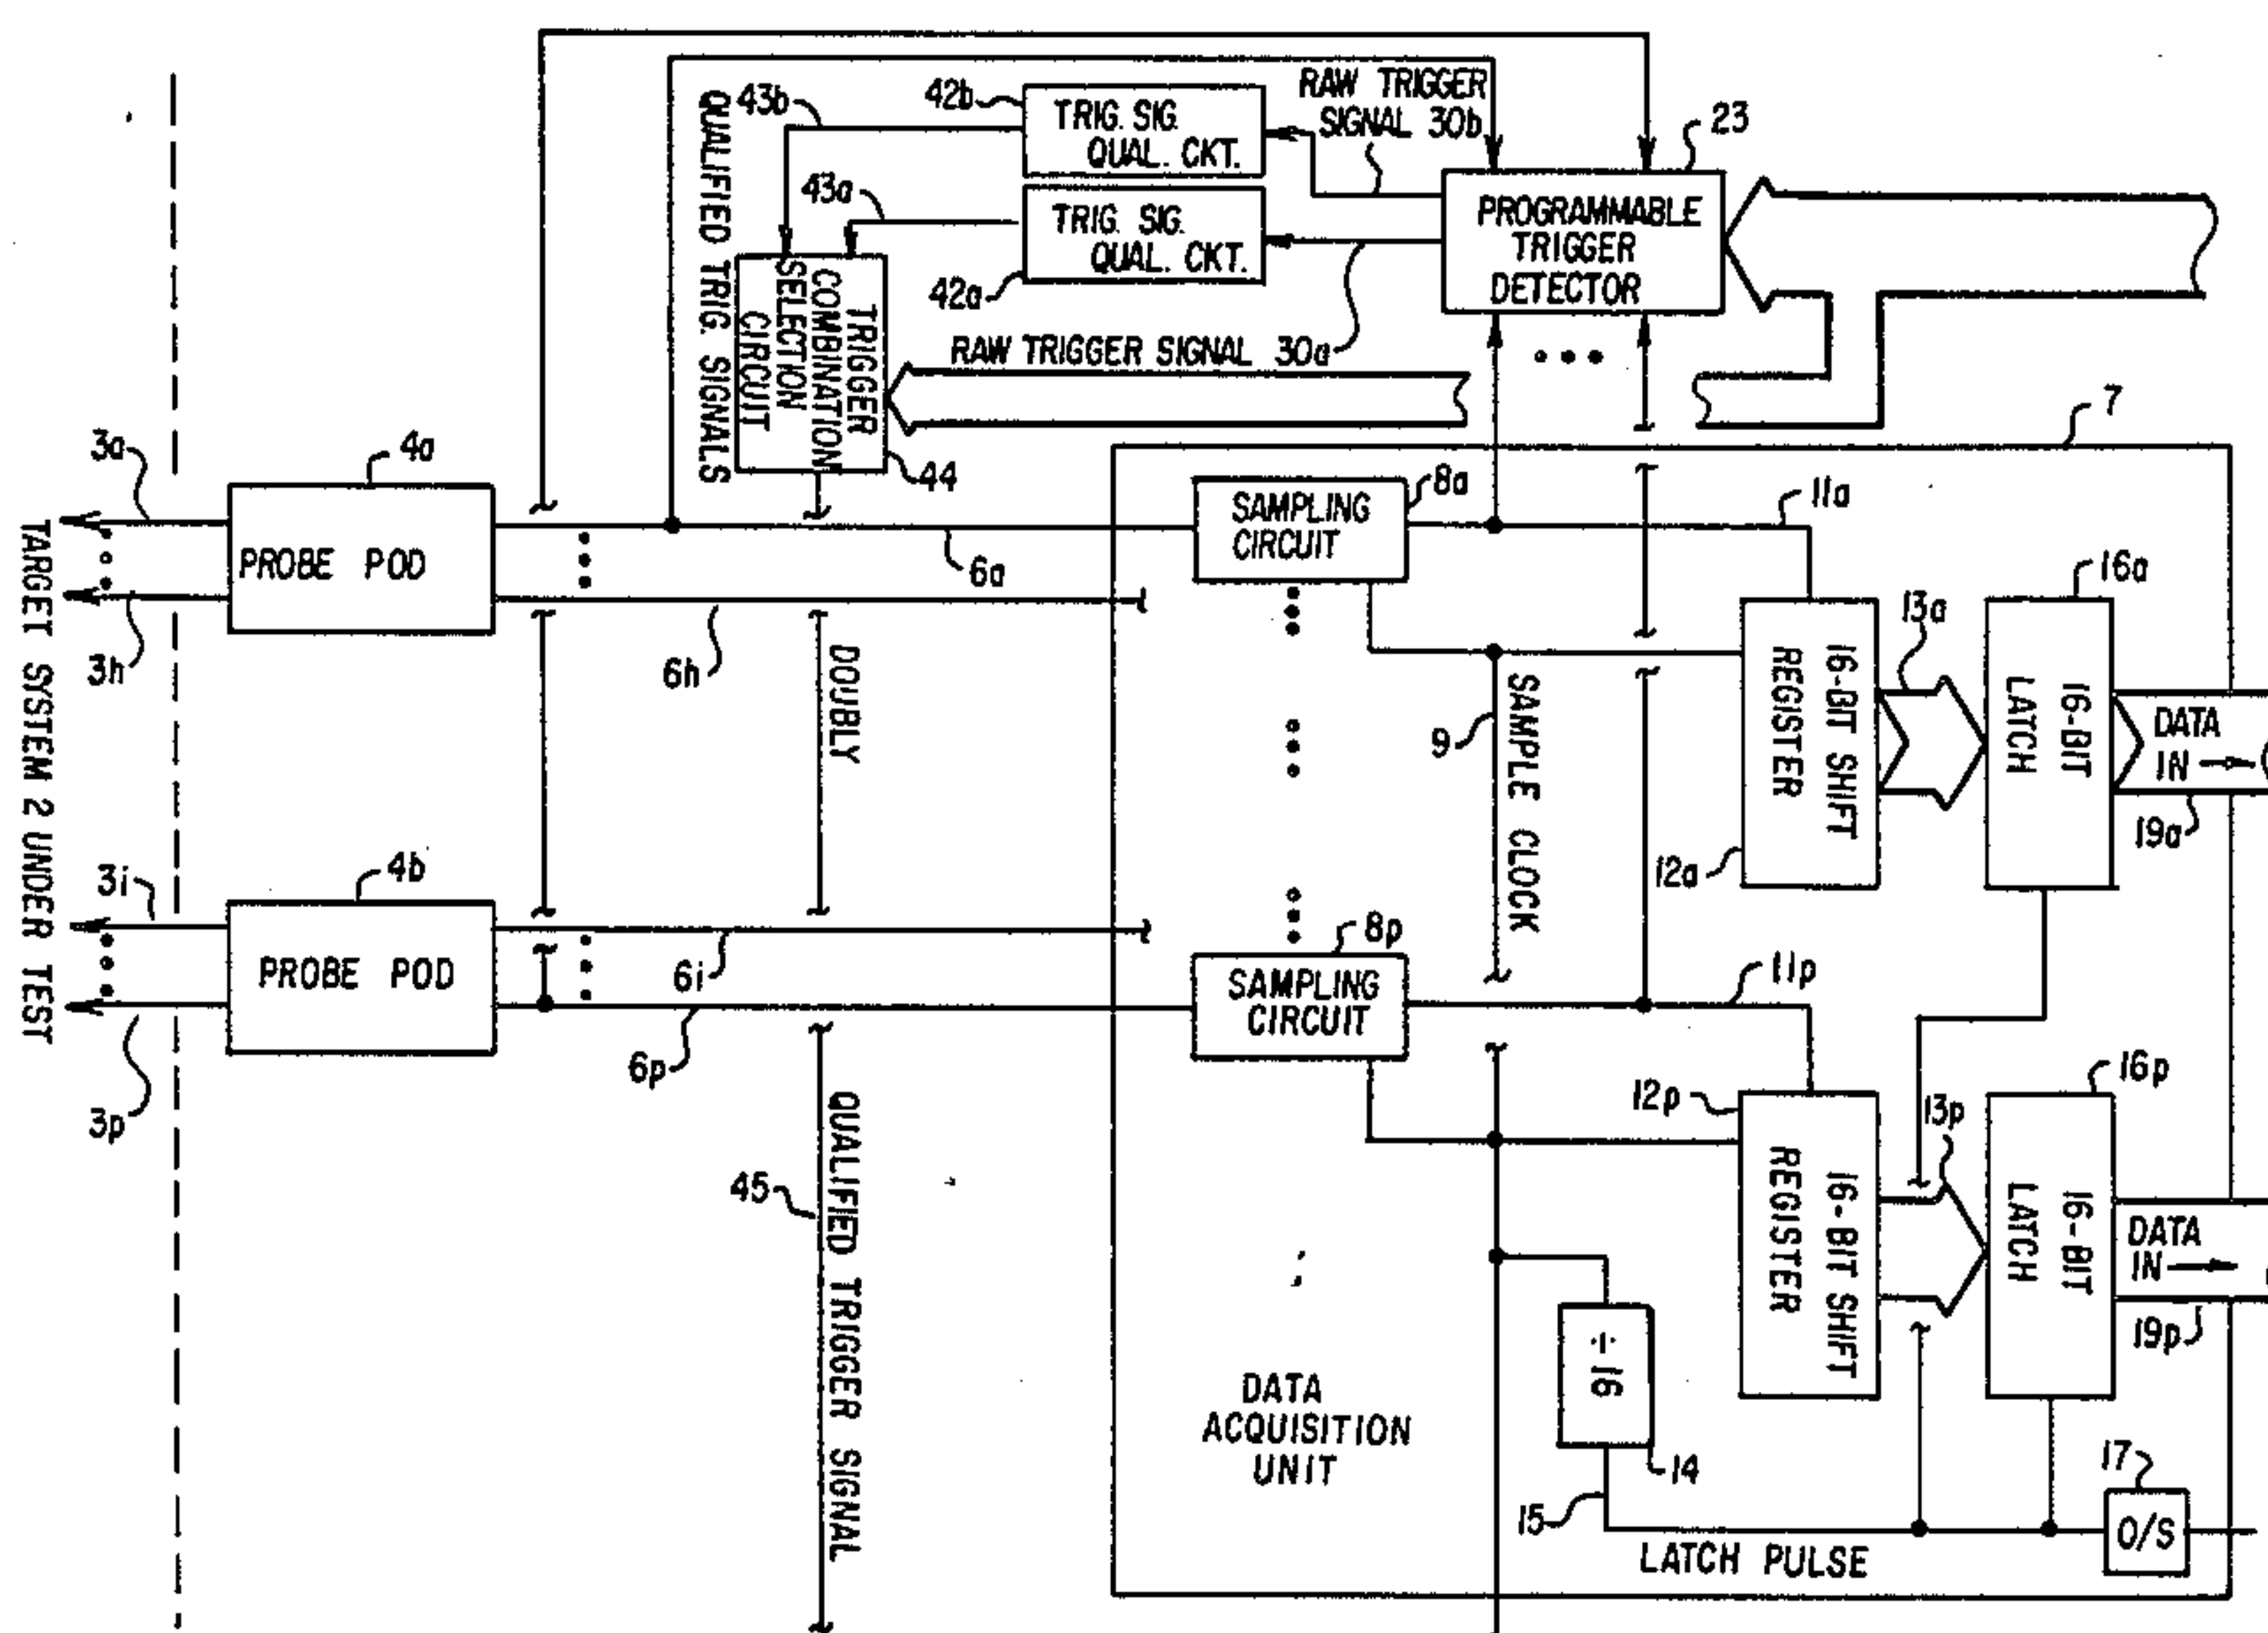 43b
42b
TRIG. SIG.
QUAL. CKT.
RAW TRIGGER
SIGNAL 30b
23
43a
TRIG. SIG.
QUAL. CKT.
42a
PROGRAMMABLE
TRIGGER
DETECTOR
QUALIFIED TRIG. SIGNALS
TRIGGER
COMBINATION
SELECTION
CIRCUIT
44
RAW TRIGGER SIGNAL 30a
7
TARGET SYSTEM 2 UNDER TEST
3a
4a
PROBE POD
3h
6a
6h
DOUBLY
SAMPLING
CIRCUIT
8a
11a
9
SAMPLE CLOCK
16-BIT SHIFT
REGISTER
12a
13a
16a
16-BIT
LATCH
DATA
IN
19a
3i
4b
PROBE POD
3p
6i
6p
45
QUALIFIED TRIGGER SIGNAL
8p
SAMPLING
CIRCUIT
11p
12p
16-BIT SHIFT
REGISTER
13p
16p
16-BIT
LATCH
DATA
IN
19p
÷16
14
15
DATA
ACQUISITION
UNIT
LATCH PULSE
17
O/S